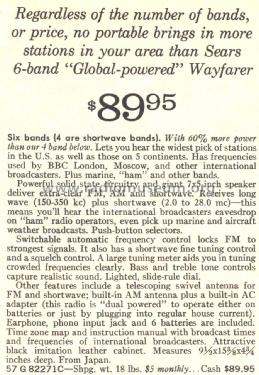 Regardless of the number of bands,
or price, no portable brings in more
stations in your area than Sears
6-band "Global-powered" Wayfarer
$89.95
Six bands (4 are shortwave bands). With 60% more power
than our 4 band below. Lets you hear the widest pick of stations
in the U.S. as well those on 5 continents. Has frequencies
used by BBC London, Moscow, and other international
broadcasters. Plus marine, "ham" and other bands.
Powerful solid state circuitry and giant 7x5-inch speaker
deliver extra-clear FM, AM and shortwave. Receives long
wave (150-350 kc) plus shortwave (2.0 to 28.0 mc)—this
means you'll hear the international broadcasters eavesdrop
on "ham" radio operators, even pick up marine and aircraft
weather broadcasts. Push-button selectors.
Switchable automatic frequency control locks FM to
strongest signals. It also has a shortwave fine tuning control
and a squelch control. A large tuning meter aids you in tuning
crowded frequencies clearly. Bass and treble tone controls
capture realistic sound. Lighted, slide-rule dial.
Other features include a telescoping swivel antenna for
FM and shortwave; built-in AM antenna plus a built-in AC
adapter (this radio is "dual powered" to operate either on
batteries or just by plugging into regular house current).
Earphone, phono input jack and 6 batteries are included.
Time zone map and instruction manual with broadcast times
and frequencies of international broadcasters. Attractive
black imitation leather cabinet. Measures
inches deep. From Japan.
57 G 82271C—Shpg. wt. 18 lbs. $5 monthly... Cash $89.95